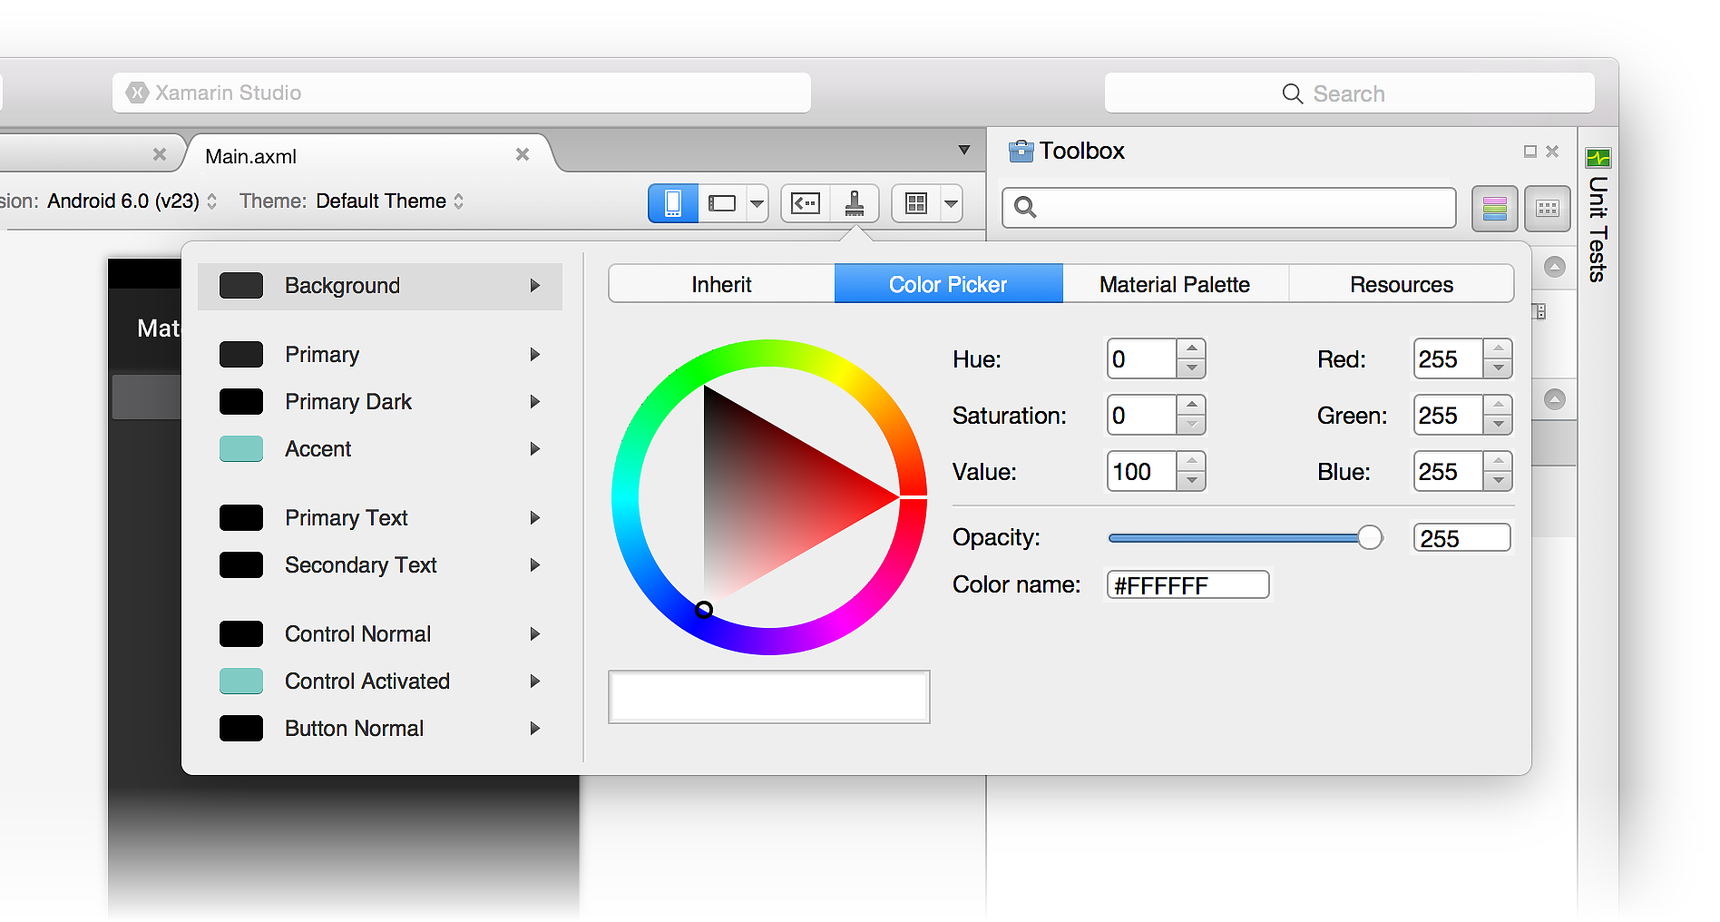 Xamarin Studio
Search
Main.axml
Toolbox
sion: Android 6.0 (v23) Theme: Default Theme
Unit Tests
Mat
Background
Primary
Primary Dark
Accent
Primary Text
Secondary Text
Control Normal
Control Activated
Button Normal
Inherit Color Picker Material Palette Resources
Hue: 0 Red: 255
Saturation: 0 Green: 255
Value: 100 Blue: 255
Opacity: 255
Color name: #FFFFFF